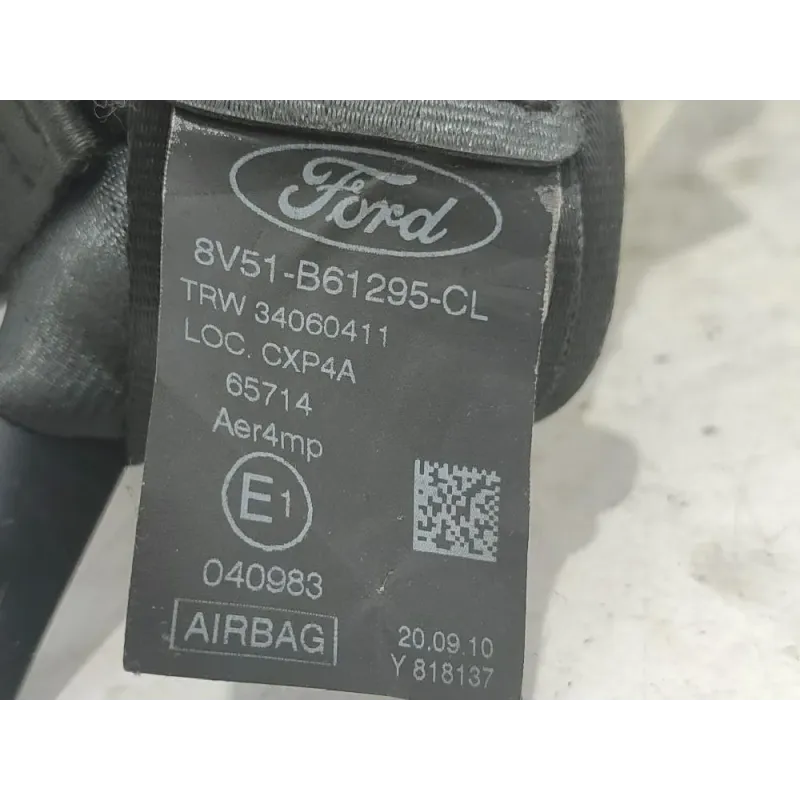 Ford
8V51-B61295-CL
TRW 34060411
LOC. CXP4A
65714
Aer4mp
E1
040983
AIRBAG
20.09.10
Y 818137